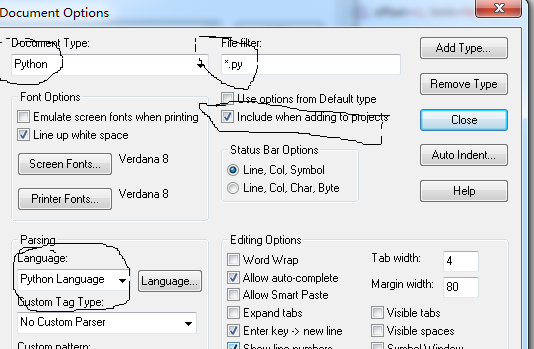 Document Options
Document Type:
File filter:
Python
*.py
Add Type...
Remove Type
Close
Auto Indent...
Help
Font Options
Emulate screen fonts when printing
Line up white space
Screen Fonts...
Verdana 8
Printer Fonts...
Verdana 8
Use options from Default type
Include when adding to projects
Status Bar Options
Line, Col, Symbol
Line, Col, Char, Byte
Parsing
Language:
Python Language
Language...
Custom Tag Type:
No Custom Parser
Custom pattern:
Editing Options
Word Wrap
Allow auto-complete
Allow Smart Paste
Expand tabs
Enter key -> new line
Show line numbers
Tab width:
4
Margin width:
80
Visible tabs
Visible spaces
Symbol Window